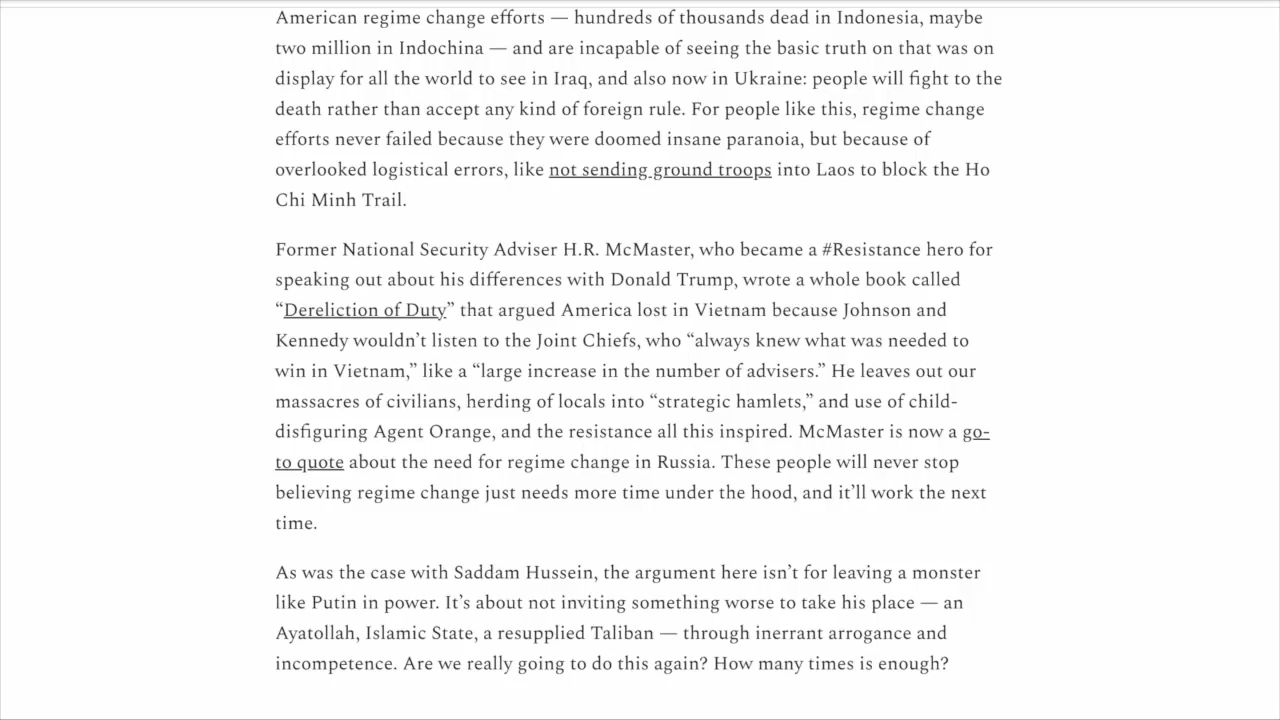 American regime change efforts — hundreds of thousands dead in Indonesia, maybe
two million in Indochina — and are incapable of seeing the basic truth on that was on
display for all the world to see in Iraq, and also now in Ukraine: people will fight to the
death rather than accept any kind of foreign rule. For people like this, regime change
efforts never failed because they were doomed insane paranoia, but because of
overlooked logistical errors, like not sending ground troops into Laos to block the Ho
Chi Minh Trail.
Former National Security Adviser H.R. McMaster, who became a #Resistance hero for
speaking out about his differences with Donald Trump, wrote a whole book called
“Dereliction of Duty” that argued America lost in Vietnam because Johnson and
Kennedy wouldn’t listen to the Joint Chiefs, who “always knew what was needed to
win in Vietnam,” like a “large increase in the number of advisers.” He leaves out our
massacres of civilians, herding of locals into “strategic hamlets,” and use of child-
disfiguring Agent Orange, and the resistance all this inspired. McMaster is now a go-
to quote about the need for regime change in Russia. These people will never stop
believing regime change just needs more time under the hood, and it’ll work the next
time.
As was the case with Saddam Hussein, the argument here isn’t for leaving a monster
like Putin in power. It’s about not inviting something worse to take his place — an
Ayatollah, Islamic State, a resupplied Taliban — through inerrant arrogance and
incompetence. Are we really going to do this again? How many times is enough?